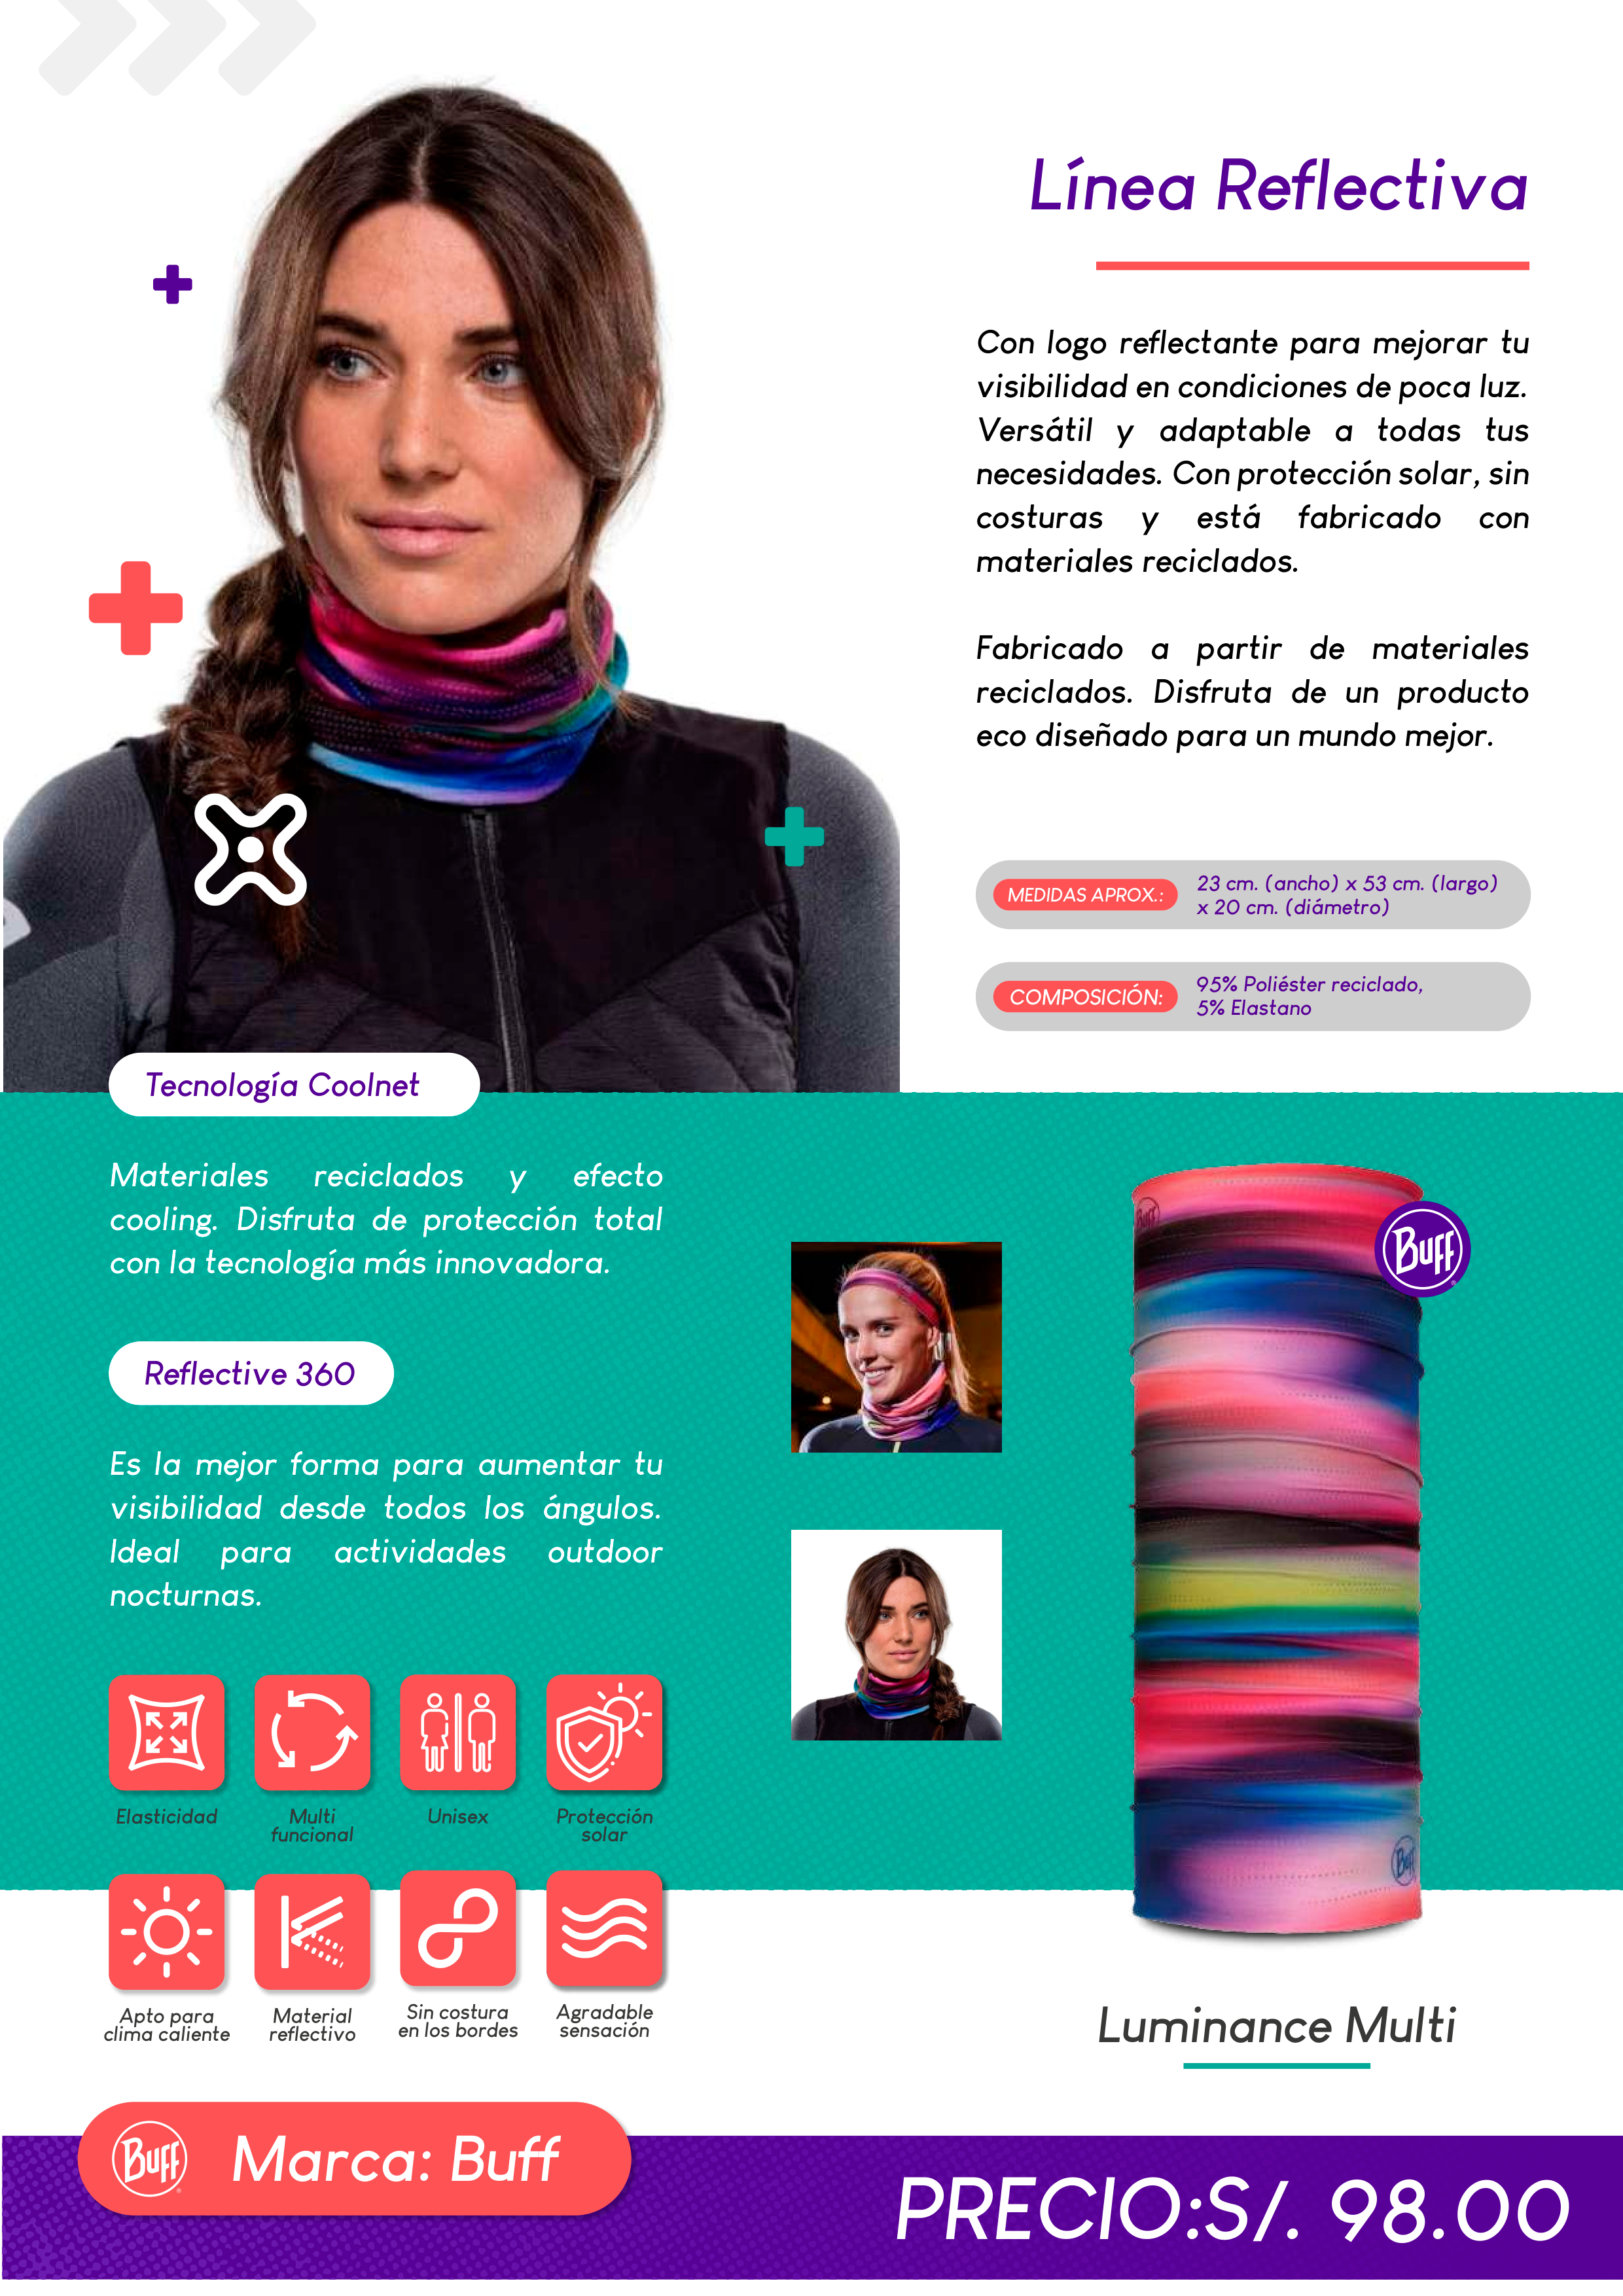 Línea Reflectiva
Con logo reflectante para mejorar tu
visibilidad en condiciones de poca luz.
Versátil y adaptable a todas tus
necesidades. Con protección solar, sin
costuras y está fabricado con
materiales reciclados.
Fabricado a partir de materiales
reciclados. Disfruta de un producto
eco diseñado para un mundo mejor.
MEDIDAS APROX.:
23 cm. (ancho) x 53 cm. (largo)
x 20 cm. (diámetro)
COMPOSICIÓN:
95% Poliéster reciclado,
5% Elastano
Tecnología Coolnet
Materiales reciclados y efecto
cooling. Disfruta de protección total
con la tecnología más innovadora.
Reflective 360
Es la mejor forma para aumentar tu
visibilidad desde todos los ángulos.
Ideal para actividades outdoor
nocturnas.
Elasticidad
Multi
funcional
Unisex
Protección
solar
Apto para
clima caliente
Material
reflectivo
Sin costura
en los bordes
Agradable
sensación
Buff
Buff
Buff
Luminance Multi
Buff
Marca: Buff
PRECIO:S/. 98.00